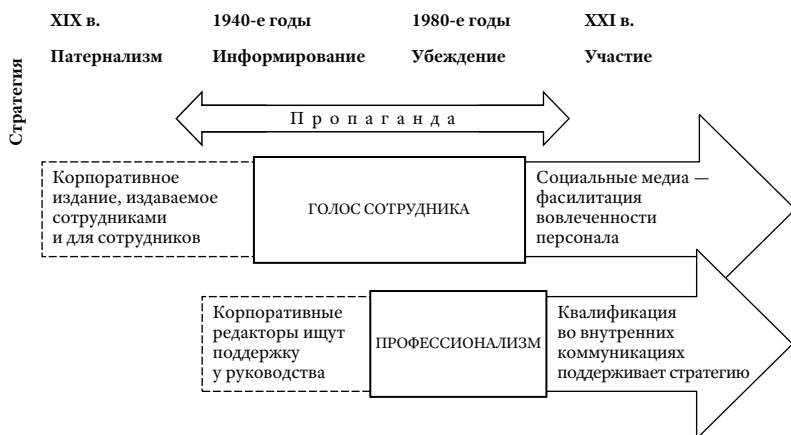 XIX в. 1940-е годы 1980-е годы XXI в.
Патернализм Информирование Убеждение Участие
Стратегия
Пропаганда
Корпоративное
издание, издаваемое
сотрудниками
и для сотрудников
ГОЛОС СОТРУДНИКА
Социальные медиа —
фасилитация
вовлеченности
персонала
Корпоративные
редакторы ищут
поддержку
у руководства
ПРОФЕССИОНАЛИЗМ
Квалификация
во внутренних
коммуникациях
поддерживает стратегию